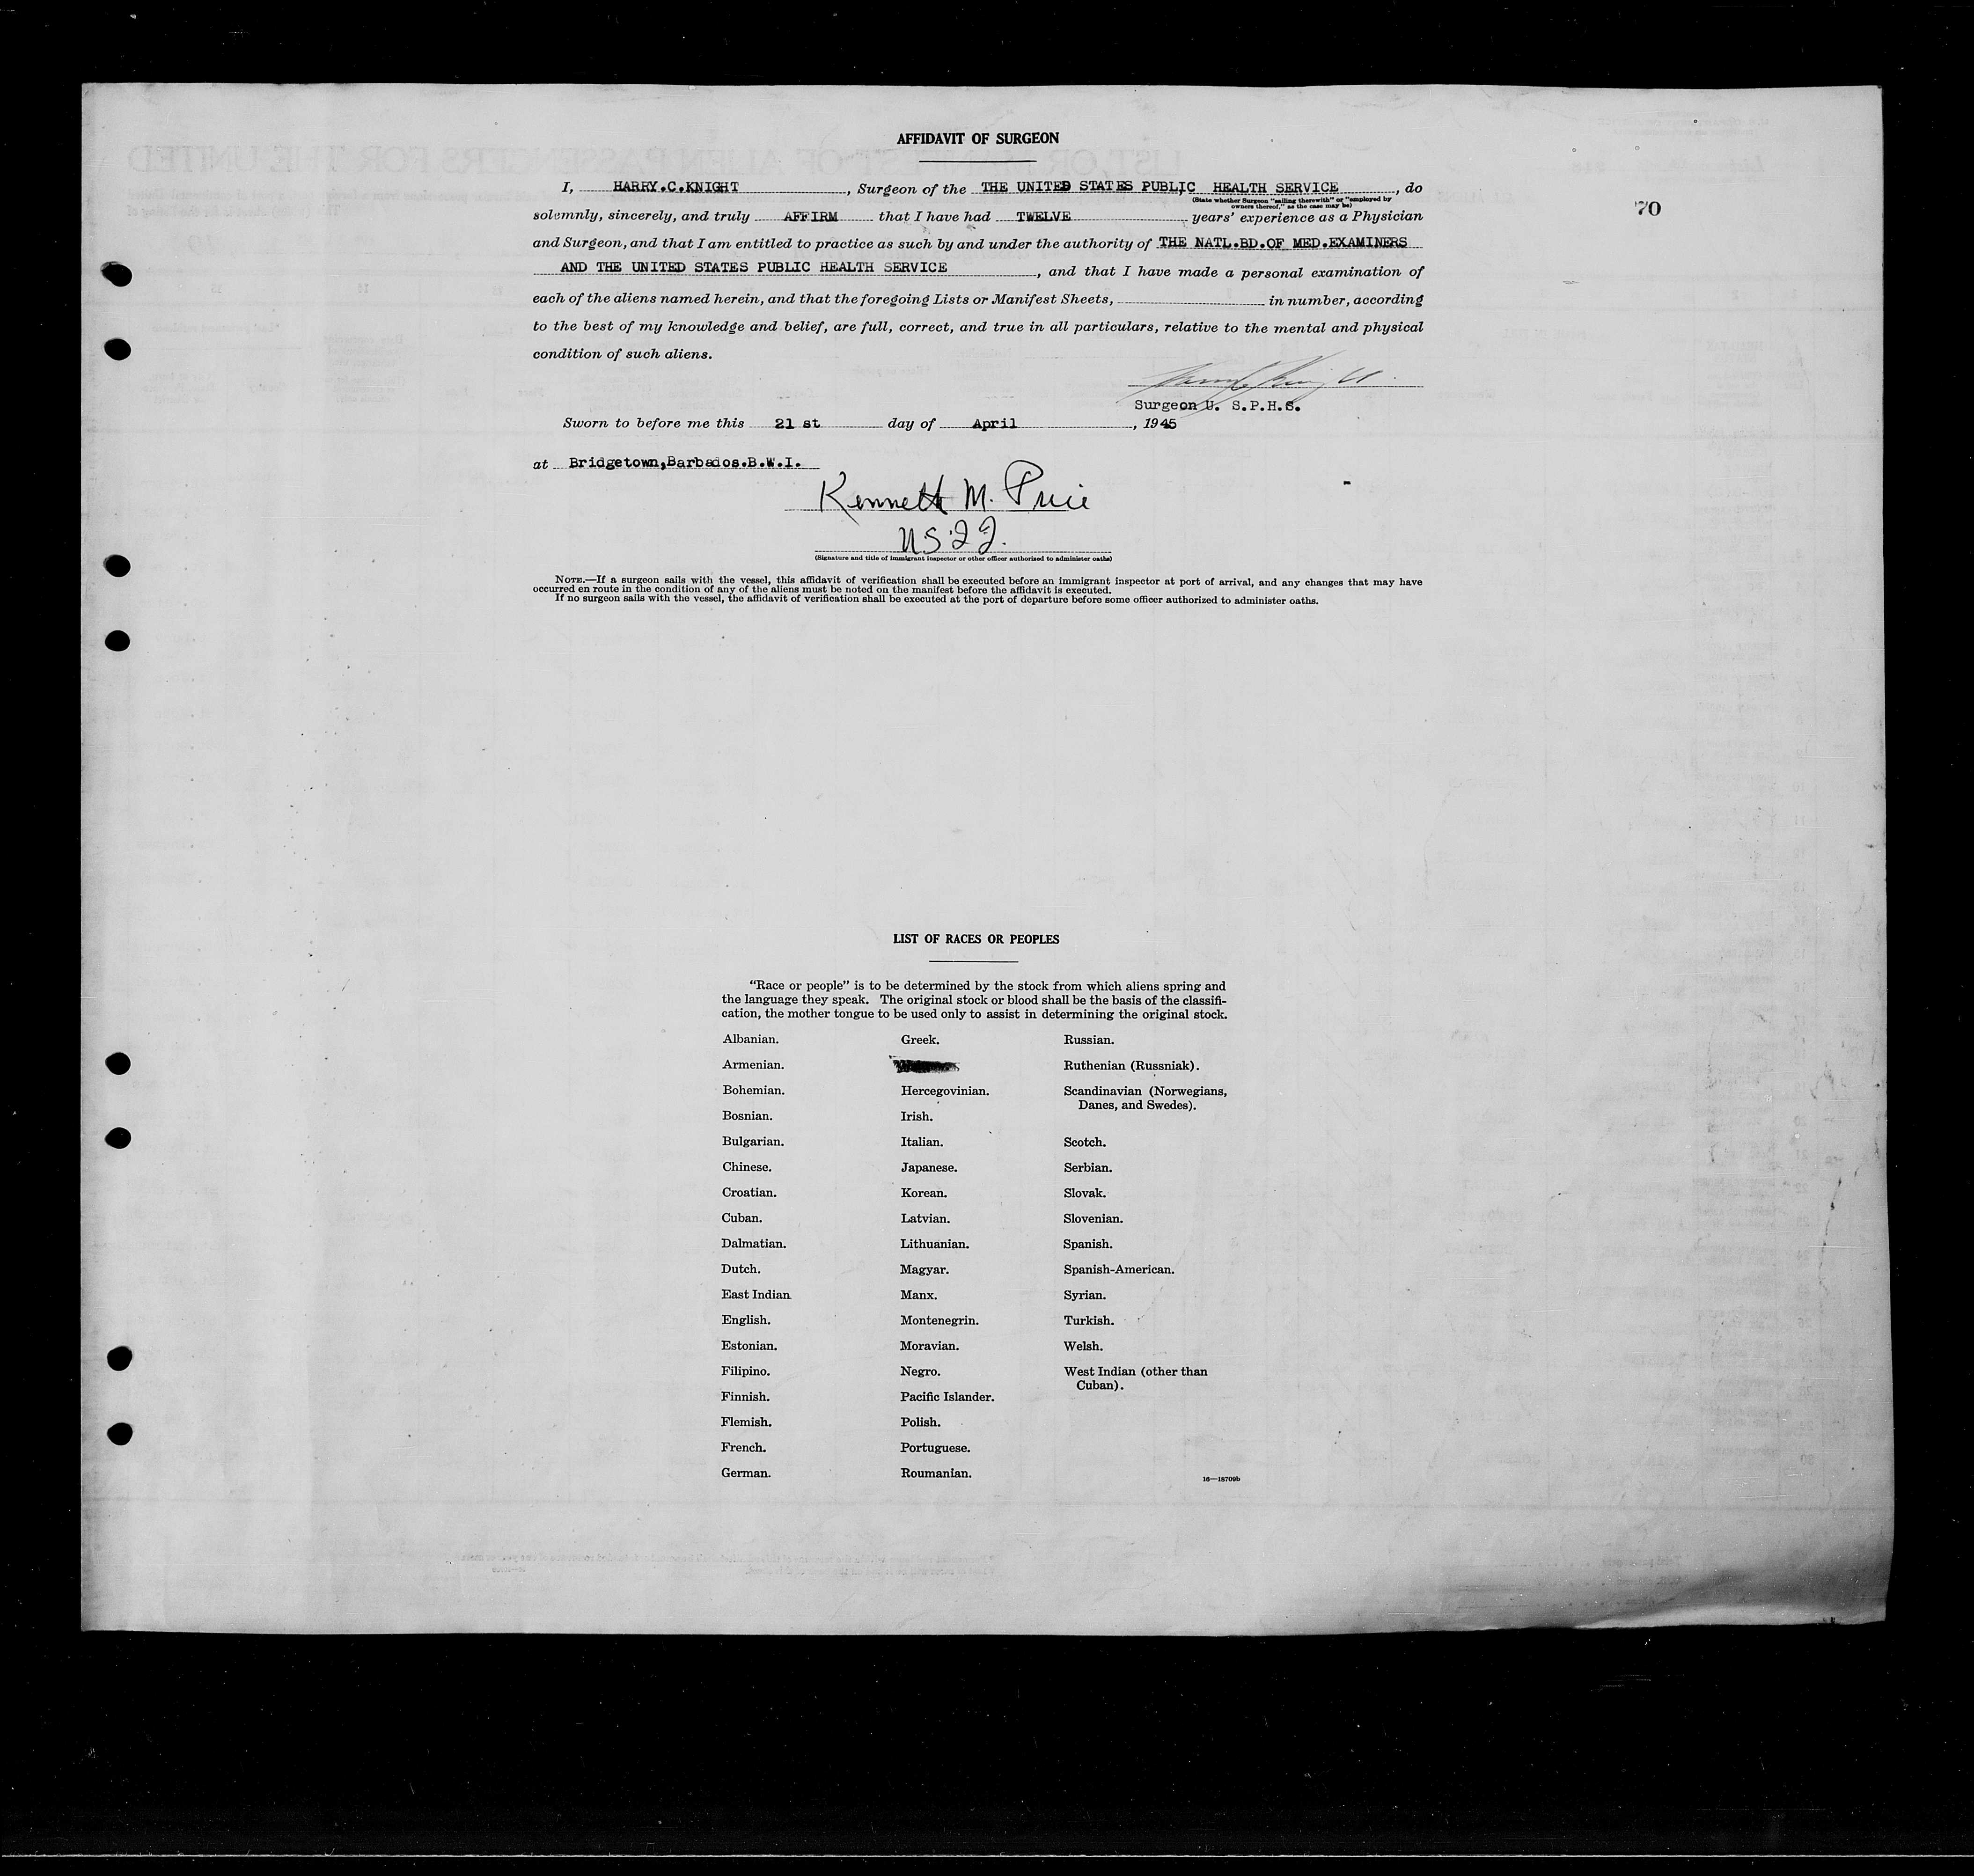 AFFIDAVIT OF SURGEON
70
I, HARRY.C.KNIGHT, Surgeon of the THE UNITED STATES PUBLIC HEALTH SERVICE, do
(State whether Surgeon "sailing therewith" or "employed by
owners thereof," as the case may be)
solemnly, sincerely, and truly AFFIRM that I have had TWELVE years' experience as a Physician
and Surgeon, and that I am entitled to practice as such by and under the authority of THE NATL.BD.OF MED.EXAMINERS
AND THE UNITED STATES PUBLIC HEALTH SERVICE, and that I have made a personal examination of
each of the aliens named herein, and that the foregoing Lists or Manifest Sheets, in number, according
to the best of my knowledge and belief, are full, correct, and true in all particulars, relative to the mental and physical
condition of such aliens.
Surgeon U. S.P.H.S.
Sworn to before me this 21 st day of April, 1945
at Bridgetown,Barbados.B.W.I.
Kenneth M. Price
U.S.I.I.
(Signature and title of immigrant inspector or other officer authorized to administer oaths)
NOTE.—If a surgeon sails with the vessel, this affidavit of verification shall be executed before an immigrant inspector at port of arrival, and any changes that may have
occurred en route in the condition of any of the aliens must be noted on the manifest before the affidavit is executed.
If no surgeon sails with the vessel, the affidavit of verification shall be executed at the port of departure before some officer authorized to administer oaths.
LIST OF RACES OR PEOPLES
"Race or people" is to be determined by the stock from which aliens spring and
the language they speak. The original stock or blood shall be the basis of the classifi-
cation, the mother tongue to be used only to assist in determining the original stock.
Albanian.
Armenian.
Bohemian.
Bosnian.
Bulgarian.
Chinese.
Croatian.
Cuban.
Dalmatian.
Dutch.
East Indian
English.
Estonian.
Filipino.
Finnish.
Flemish.
French.
German.
Greek.
Hercegovinian.
Irish.
Italian.
Japanese.
Korean.
Latvian.
Lithuanian.
Magyar.
Manx.
Montenegrin.
Moravian.
Negro.
Pacific Islander.
Polish.
Portuguese.
Roumanian.
Russian.
Ruthenian (Russniak).
Scandinavian (Norwegians,
Danes, and Swedes).
Scotch.
Serbian.
Slovak.
Slovenian.
Spanish.
Spanish-American.
Syrian.
Turkish.
Welsh.
West Indian (other than
Cuban).
16—18709b